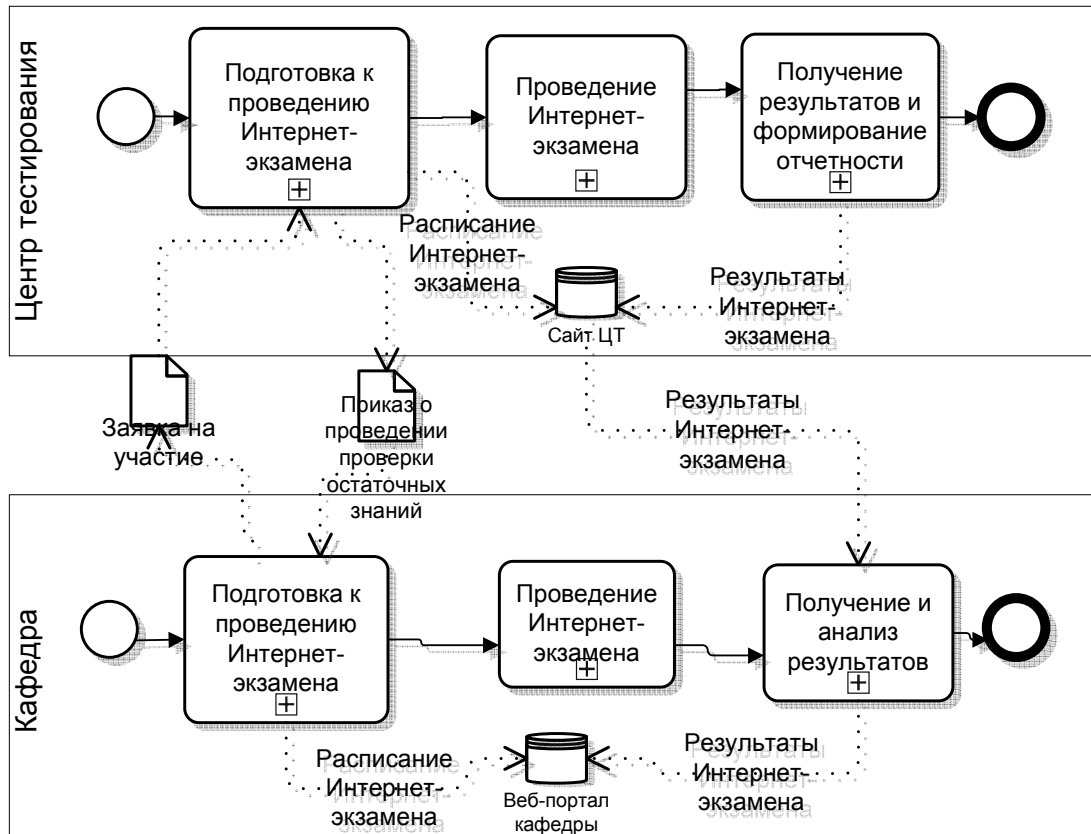 Центр тестирования
Подготовка к
проведению
Интернет-
экзамена
Проведение
Интернет-
экзамена
Получение
результатов и
формирование
отчетности
Расписание
Интернет-
экзамена
Сайт ЦТ
Результаты
Интернет-
экзамена
Заявка на
участие
Приказ о
проведении
проверки
остаточных
знаний
Результаты
Интернет-
экзамена
Кафедра
Подготовка к
проведению
Интернет-
экзамена
Проведение
Интернет-
экзамена
Получение и
анализ
результатов
Расписание
Интернет-
экзамена
Веб-портал
кафедры
Результаты
Интернет-
экзамена